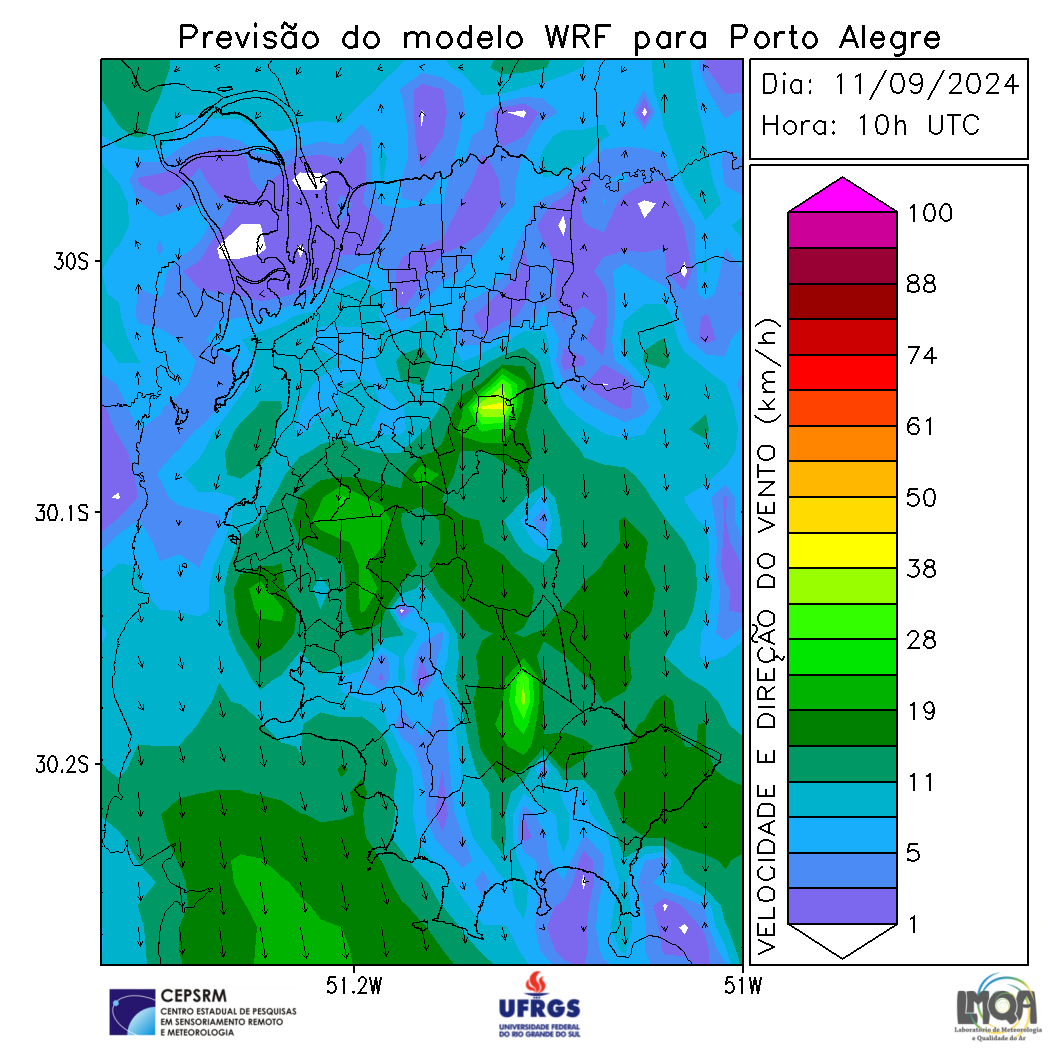 Previsão do modelo WRF para Porto Alegre
Dia: 11/09/2024
Hora: 10h UTC
30S
30.1S
30.2S
51.2W
51W
VELOCIDADE E DIREÇÃO DO VENTO (km/h)
100
88
74
61
50
38
28
19
11
5
1
CEPSRM
CENTRO ESTADUAL DE PESQUISAS
EM SENSORIAMENTO REMOTO
E METEOROLOGIA
UFRGS
UNIVERSIDADE FEDERAL
DO RIO GRANDE DO SUL
LMQA
Laboratório de Meteorologia
e Qualidade do Ar